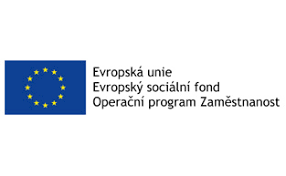 Evropská unie
Evropský sociální fond
Operační program Zaměstnanost